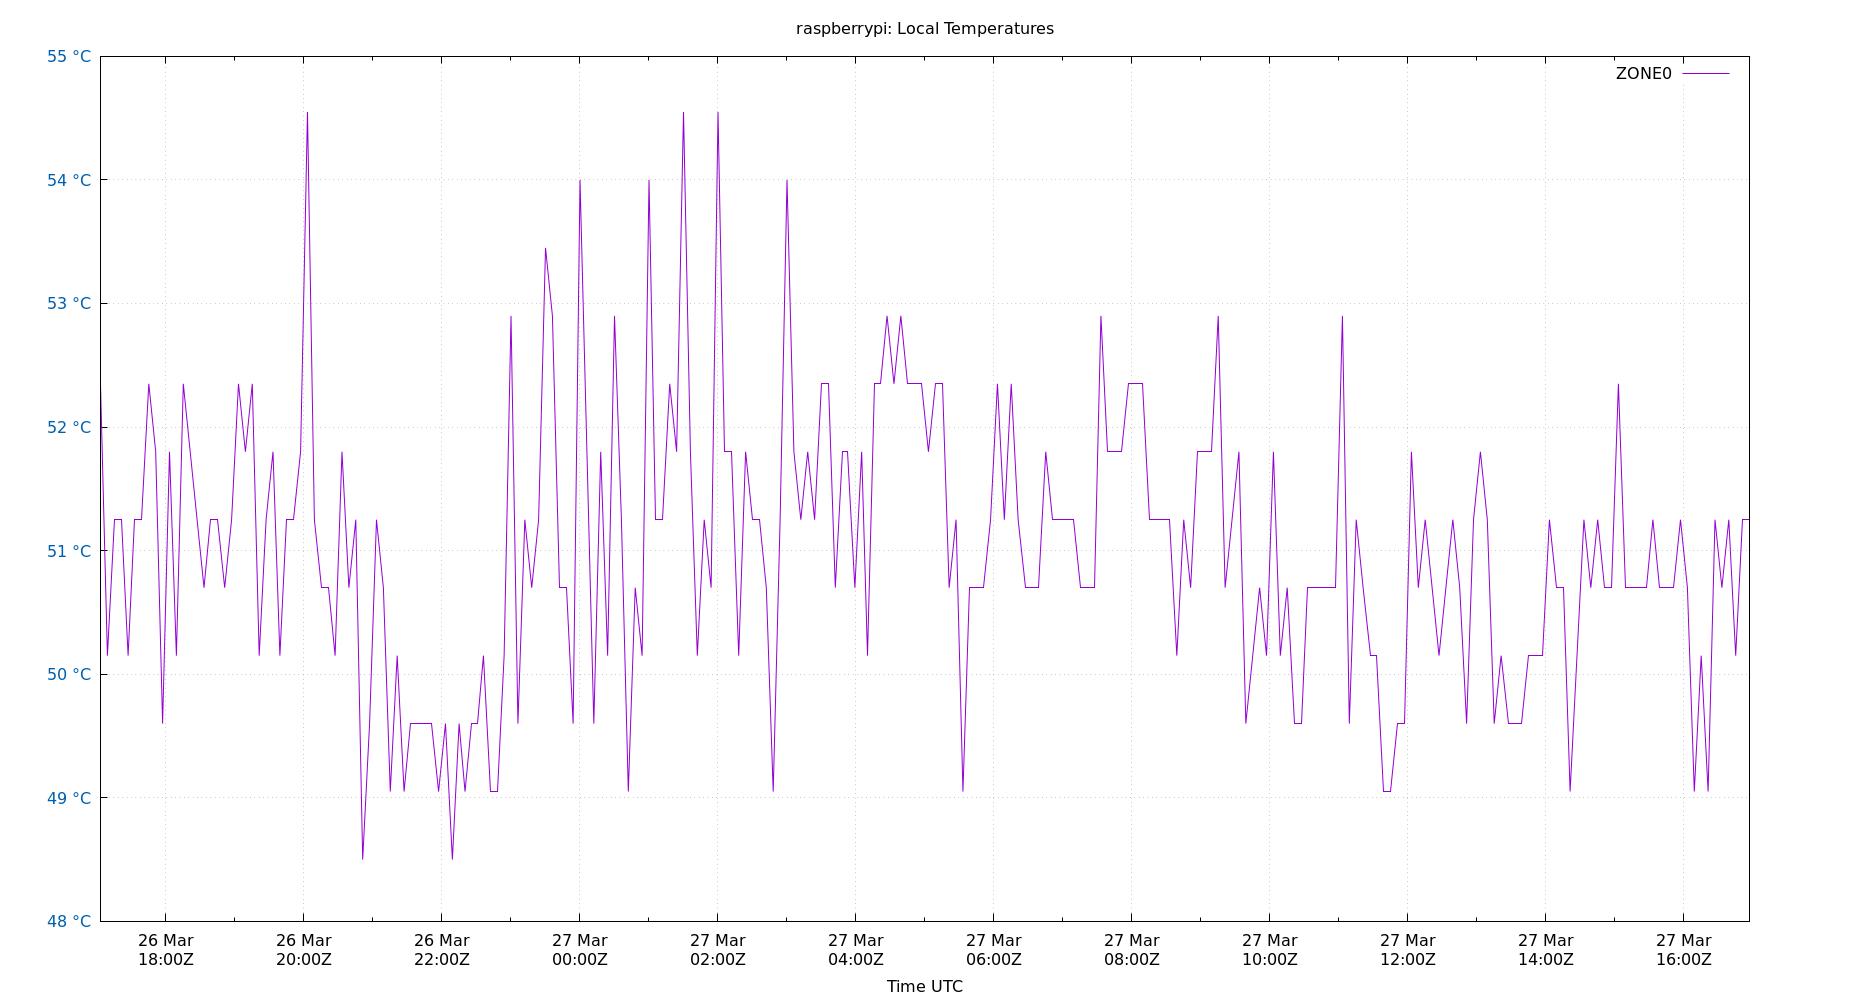 raspberrypi: Local Temperatures
55 °C
ZONE0
54 °C
53 °C
52 °C
51 °C
50 °C
49 °C
48 °C
26 Mar 26 Mar 26 Mar 27 Mar 27 Mar 27 Mar 27 Mar 27 Mar 27 Mar 27 Mar 27 Mar 27 Mar
18:00Z 20:00Z 22:00Z 00:00Z 02:00Z 04:00Z 06:00Z 08:00Z 10:00Z 12:00Z 14:00Z 16:00Z
Time UTC